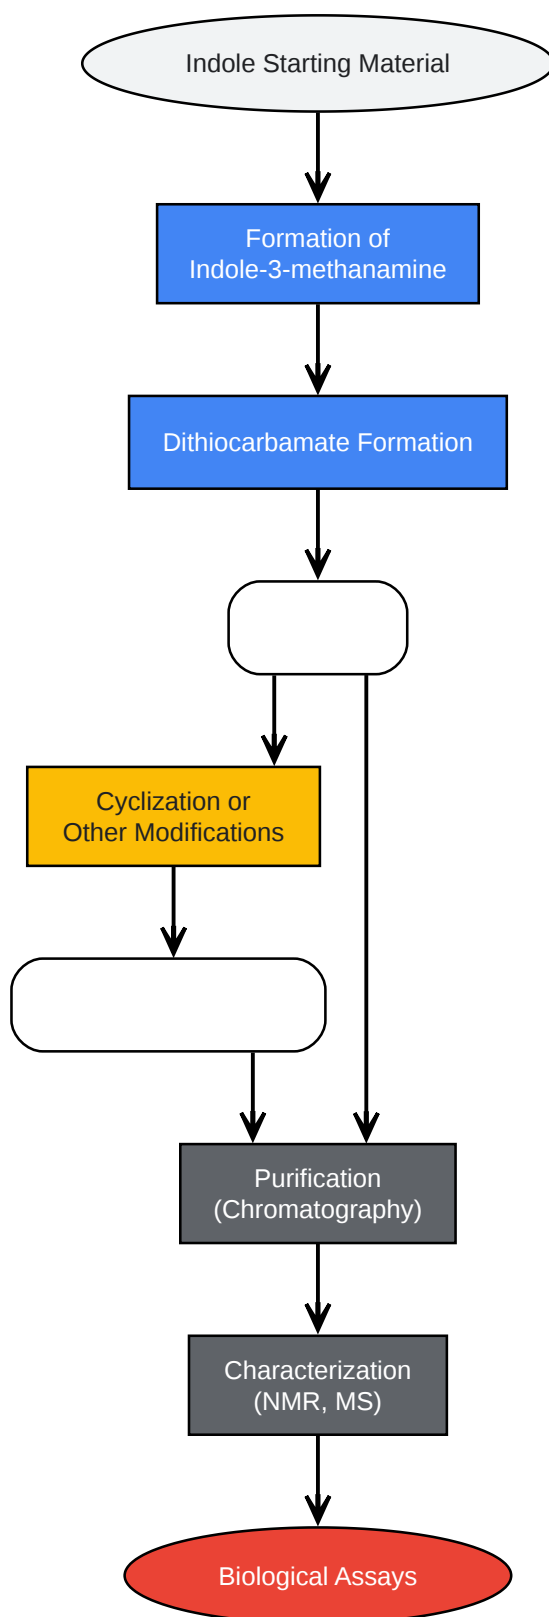 Indole Starting Material
Formation of
Indole-3-methanamine
Dithiocarbamate Formation
Cyclization or
Other Modifications
Purification
(Chromatography)
Characterization
(NMR, MS)
Biological Assays